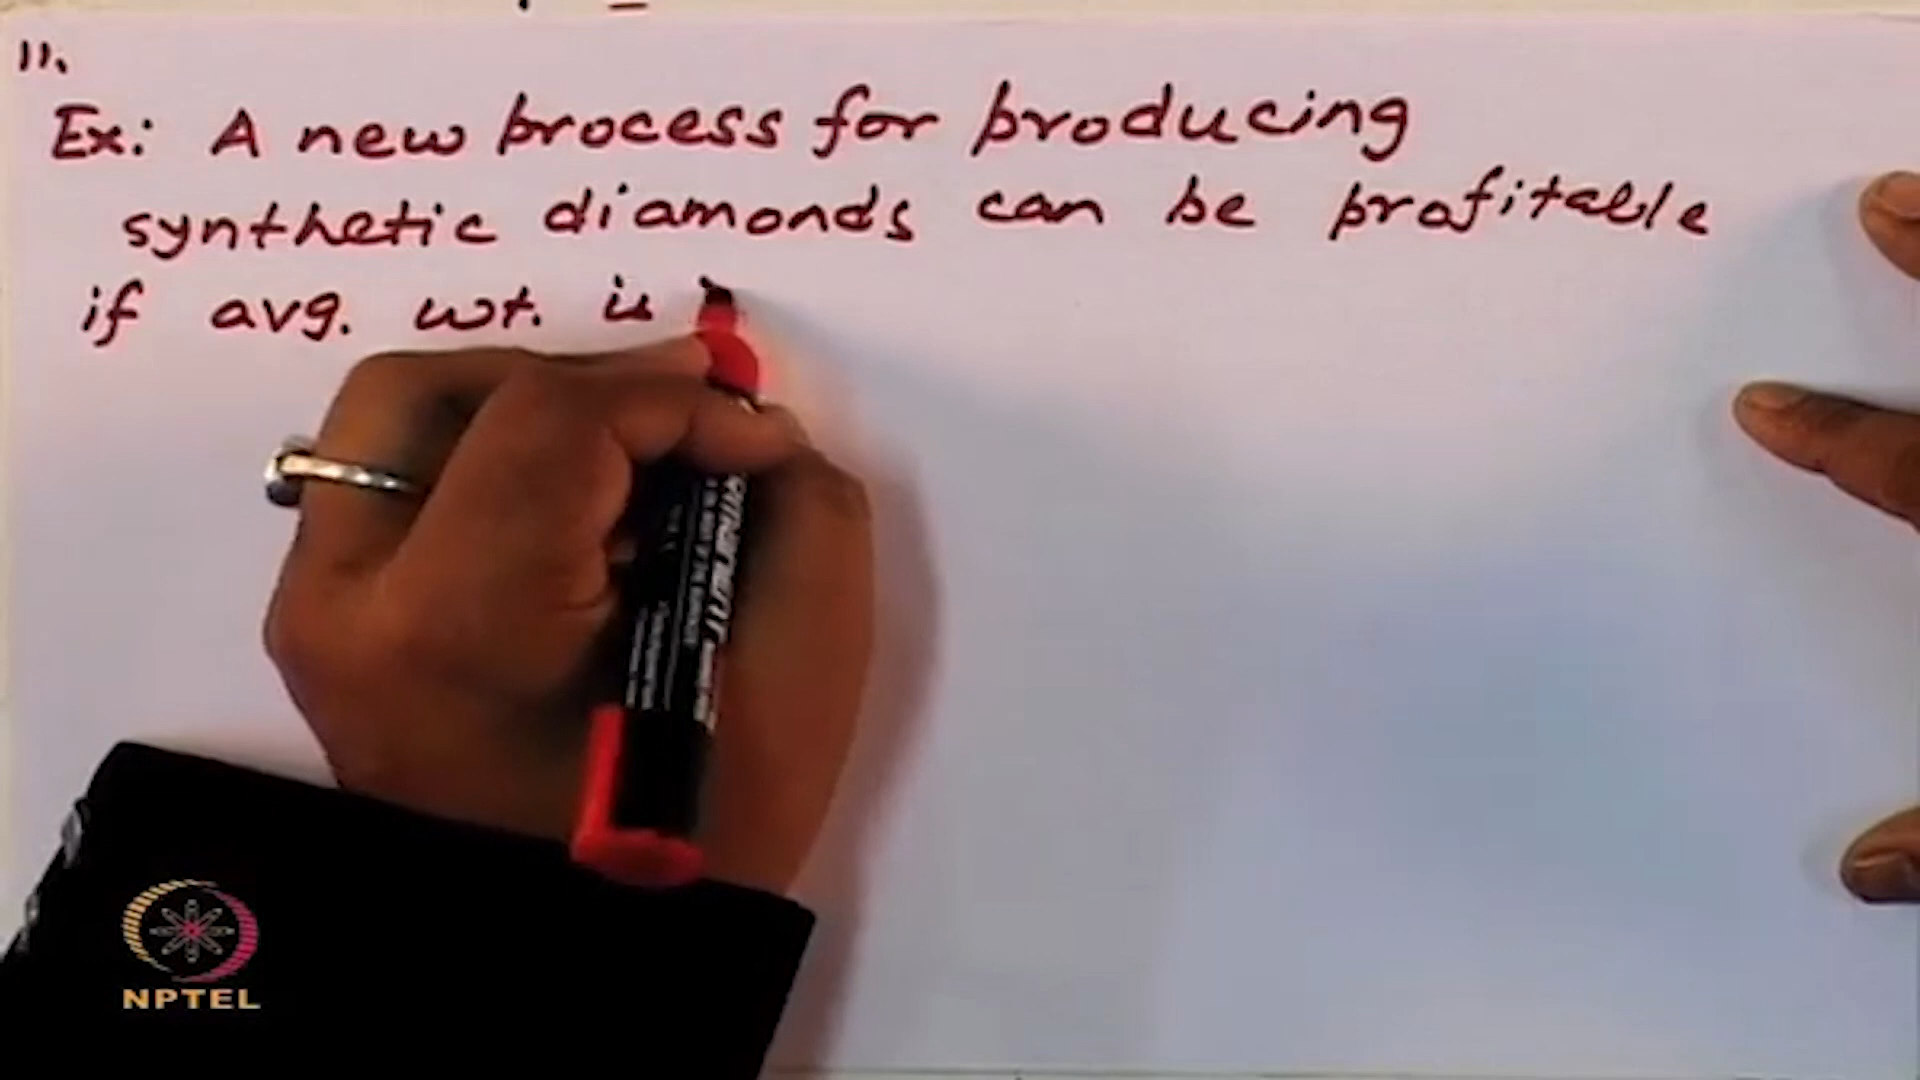 11.
Ex: A new process for producing
synthetic diamonds can be profitable
if avg. wt. is
NPTEL